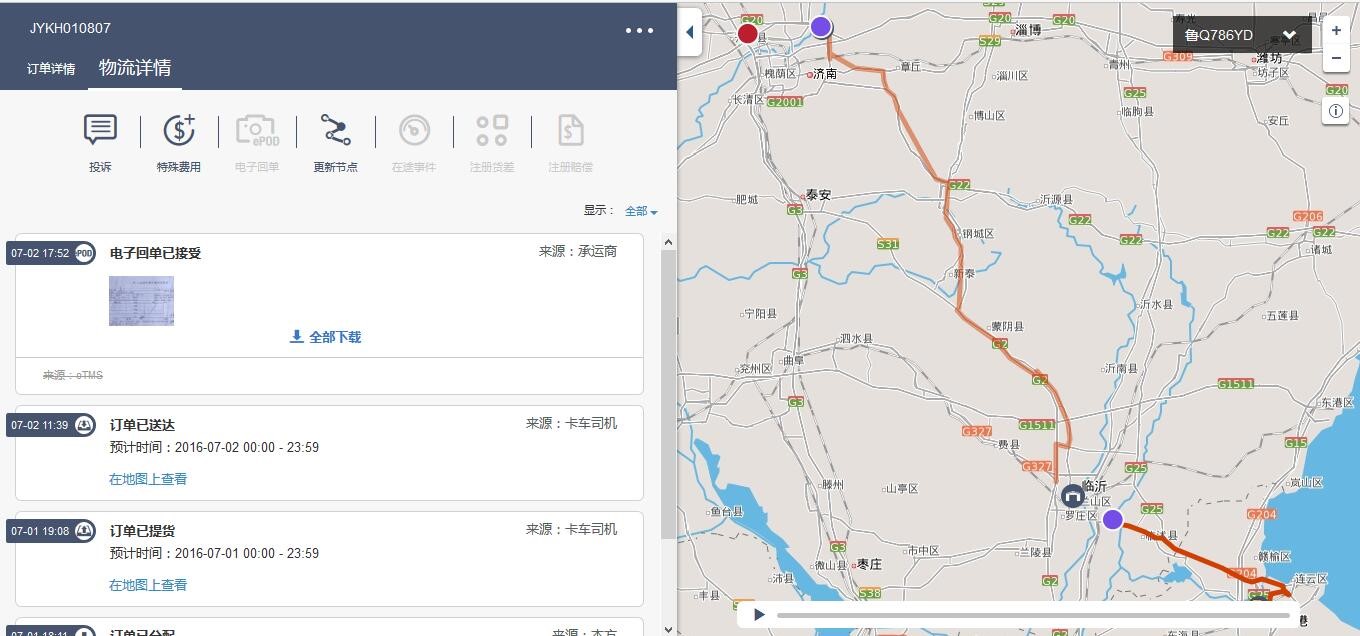 JYKH010807
订单详情
物流详情
投诉
特殊费用
ePOD
电子回单
更新节点
在途事件
注册货差
注册赔偿
显示：
全部
07-02 17:52
POD
电子回单已接受
来源：承运商
全部下载
来源：oTMS
07-02 11:39
订单已送达
来源：卡车司机
预计时间：2016-07-02 00:00 - 23:59
在地图上查看
07-01 19:08
订单已提货
来源：卡车司机
预计时间：2016-07-01 00:00 - 23:59
在地图上查看
鲁Q786YD
+
−
G20
G20
G20
淄博
S29
寿光
昌邑
G309
潍坊
坊子区
槐荫区
济南
章丘
淄川区
青州
长清区
G2001
G25
G20
临朐县
安丘
博山区
肥城
泰安
G3
G22
沂源县
G22
G206
G22
G22
G22
诸城
钢城区
S31
G3
新泰
宁阳县
沂水县
五莲县
蒙阴县
G2
泗水县
曲阜
兖州区
沂南县
G2
G1511
G3
东港区
G1511
G327
费县
G15
G327
G25
岚山区
滕州
山亭区
临沂
兰山区
罗庄区
鱼台县
G25
G204
临沭县
G3
市中区
兰陵县
赣榆区
微山县
枣庄
沛县
G2
G204
连云区
丰县
S38
G25
港
东海县